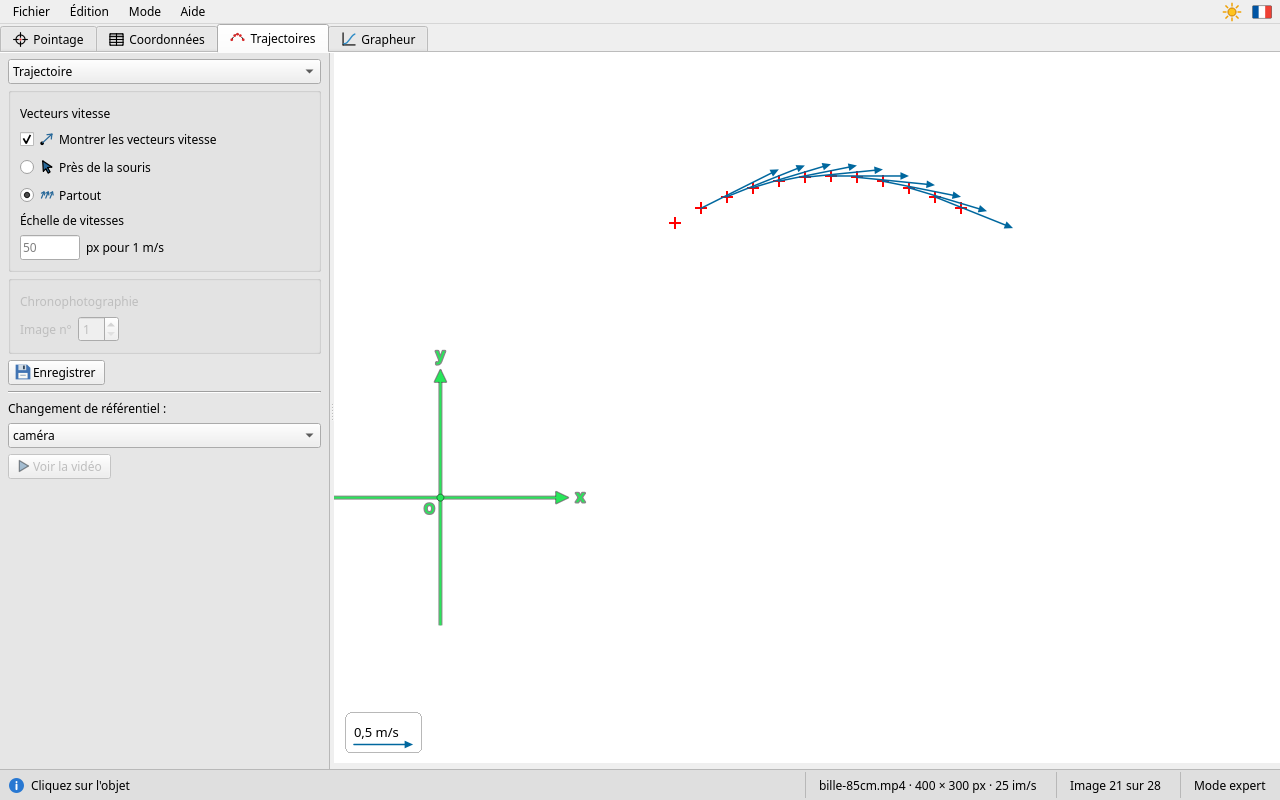 Fichier Édition Mode Aide
Pointage Coordonnées Trajectoires Grapheur
Trajectoire
Vecteurs vitesse
Montrer les vecteurs vitesse
Près de la souris
Partout
Échelle de vitesses
50 px pour 1 m/s
Chronophotographie
Image n° 1
Enregistrer
Changement de référentiel :
caméra
Voir la vidéo
y
x
O
0,5 m/s
Cliquez sur l'objet
bille-85cm.mp4 · 400 × 300 px · 25 im/s
Image 21 sur 28
Mode expert